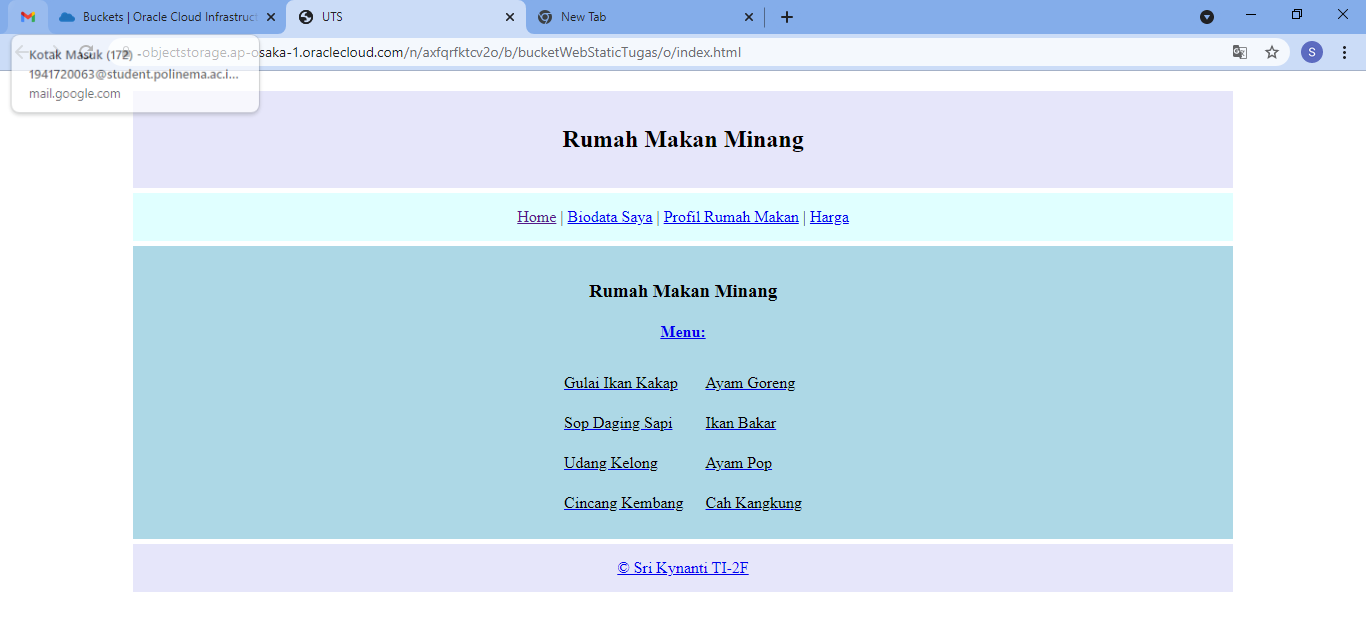 Buckets | Oracle Cloud Infrastruct
UTS
New Tab
objectstorage.ap-osaka-1.oraclecloud.com/n/axfqrfktcv2o/b/bucketWebStaticTugas/o/index.html
S
Kotak Masuk (172) -
1941720063@student.polinema.ac.i...
mail.google.com
Rumah Makan Minang
Home | Biodata Saya | Profil Rumah Makan | Harga
Rumah Makan Minang
Menu:
Gulai Ikan Kakap Ayam Goreng
Sop Daging Sapi Ikan Bakar
Udang Kelong Ayam Pop
Cincang Kembang Cah Kangkung
© Sri Kynanti TI-2F